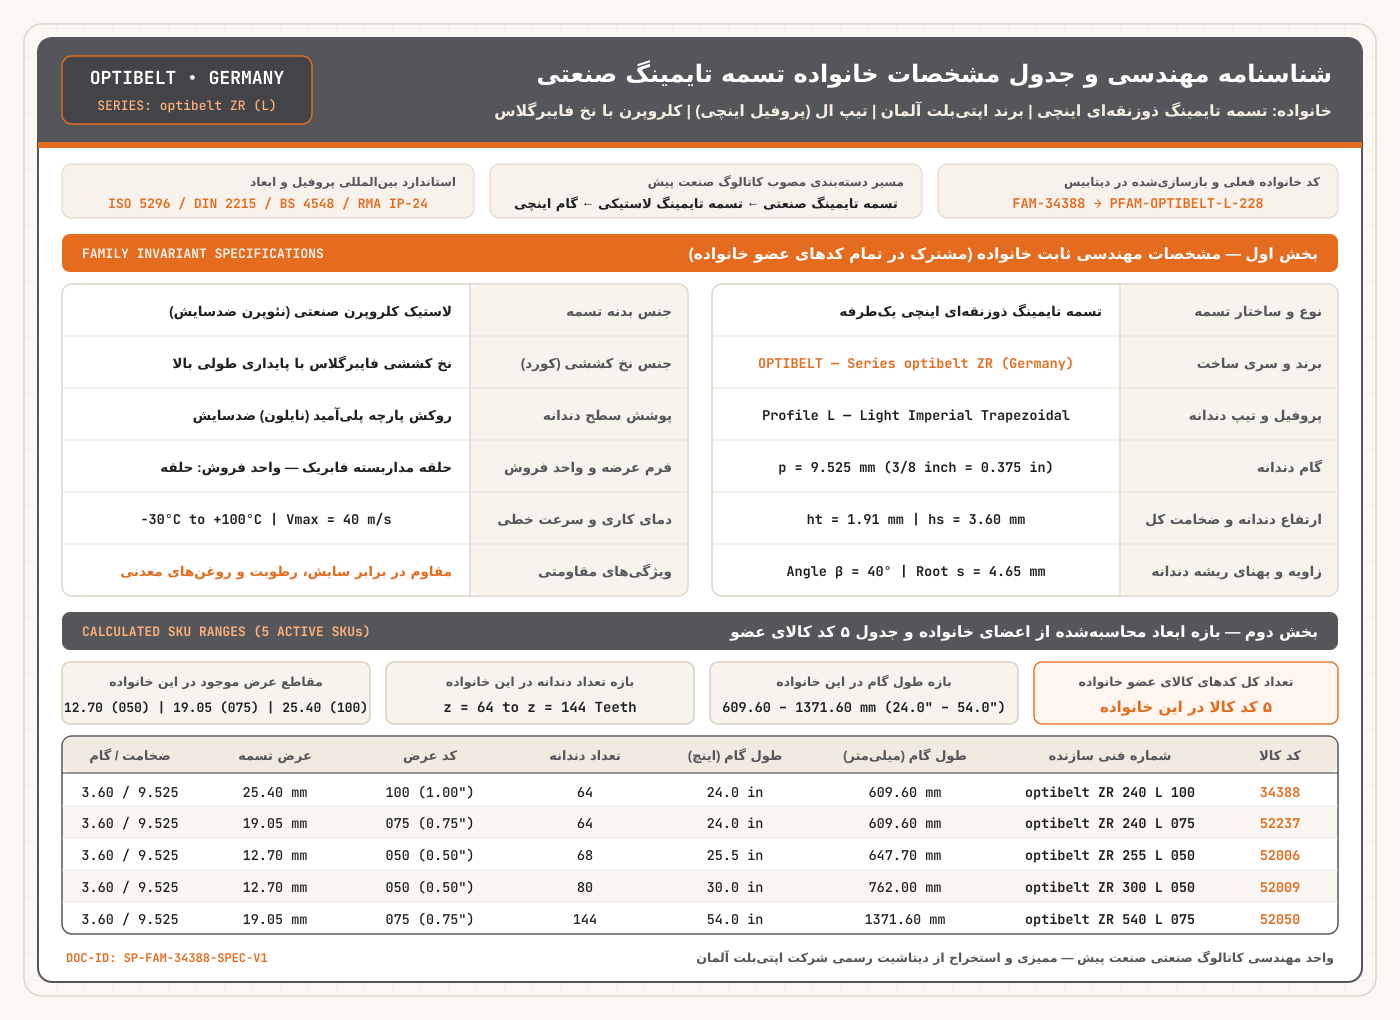 شناسنامه مهندسی و جدول مشخصات خانواده تسمه تایمینگ صنعتی
خانواده: تسمه تایمینگ ذوزنقه‌ای اینچی | برند اپتی‌بلت آلمان | تیپ ال (پروفیل اینچی) | کلروپرن با نخ فایبرگلاس
OPTIBELT • GERMANY
SERIES: optibelt ZR (L)
کد خانواده فعلی و بازسازی‌شده در دیتابیس
FAM-34388 → PFAM-OPTIBELT-L-228
مسیر دسته‌بندی مصوب کاتالوگ صنعت پیش
تسمه تایمینگ صنعتی ← تسمه تایمینگ لاستیکی ← گام اینچی
استاندارد بین‌المللی پروفیل و ابعاد
ISO 5296 / DIN 2215 / BS 4548 / RMA IP-24
بخش اول — مشخصات مهندسی ثابت خانواده (مشترک در تمام کدهای عضو خانواده)
FAMILY INVARIANT SPECIFICATIONS
نوع و ساختار تسمه
تسمه تایمینگ ذوزنقه‌ای اینچی یک‌طرفه
برند و سری ساخت
OPTIBELT — Series optibelt ZR (Germany)
پروفیل و تیپ دندانه
Profile L — Light Imperial Trapezoidal
گام دندانه
p = 9.525 mm (3/8 inch = 0.375 in)
ارتفاع دندانه و ضخامت کل
ht = 1.91 mm | hs = 3.60 mm
زاویه و پهنای ریشه دندانه
Angle β = 40° | Root s = 4.65 mm
جنس بدنه تسمه
لاستیک کلروپرن صنعتی (نئوپرن ضدسایش)
جنس نخ کششی (کورد)
نخ کششی فایبرگلاس با پایداری طولی بالا
پوشش سطح دندانه
روکش پارچه پلی‌آمید (نایلون) ضدسایش
فرم عرضه و واحد فروش
حلقه مداربسته فابریک — واحد فروش: حلقه
دمای کاری و سرعت خطی
-30°C to +100°C | Vmax = 40 m/s
ویژگی‌های مقاومتی
مقاوم در برابر سایش، رطوبت و روغن‌های معدنی
بخش دوم — بازه ابعاد محاسبه‌شده از اعضای خانواده و جدول ۵ کد کالای عضو
CALCULATED SKU RANGES (5 ACTIVE SKUs)
تعداد کل کدهای کالای عضو خانواده
۵ کد کالا در این خانواده
بازه طول گام در این خانواده
609.60 – 1371.60 mm (24.0" – 54.0")
بازه تعداد دندانه در این خانواده
z = 64 to z = 144 Teeth
مقاطع عرض موجود در این خانواده
12.70 (050) | 19.05 (075) | 25.40 (100)
کد کالا شماره فنی سازنده طول گام (میلی‌متر) طول گام (اینچ) تعداد دندانه کد عرض عرض تسمه ضخامت / گام
34388 optibelt ZR 240 L 100 609.60 mm 24.0 in 64 100 (1.00") 25.40 mm 3.60 / 9.525
52237 optibelt ZR 240 L 075 609.60 mm 24.0 in 64 075 (0.75") 19.05 mm 3.60 / 9.525
52006 optibelt ZR 255 L 050 647.70 mm 25.5 in 68 050 (0.50") 12.70 mm 3.60 / 9.525
52009 optibelt ZR 300 L 050 762.00 mm 30.0 in 80 050 (0.50") 12.70 mm 3.60 / 9.525
52050 optibelt ZR 540 L 075 1371.60 mm 54.0 in 144 075 (0.75") 19.05 mm 3.60 / 9.525
واحد مهندسی کاتالوگ صنعتی صنعت پیش — ممیزی و استخراج از دیتاشیت رسمی شرکت اپتی‌بلت آلمان
DOC-ID: SP-FAM-34388-SPEC-V1